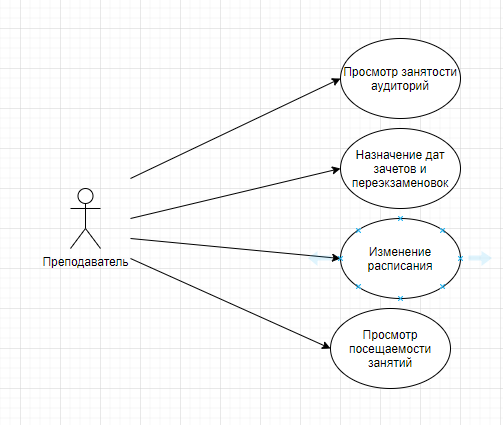 Просмотр занятости
аудиторий
Назначение дат
зачетов и
переэкзаменовок
Преподаватель
Изменение
расписания
Просмотр
посещаемости
занятий